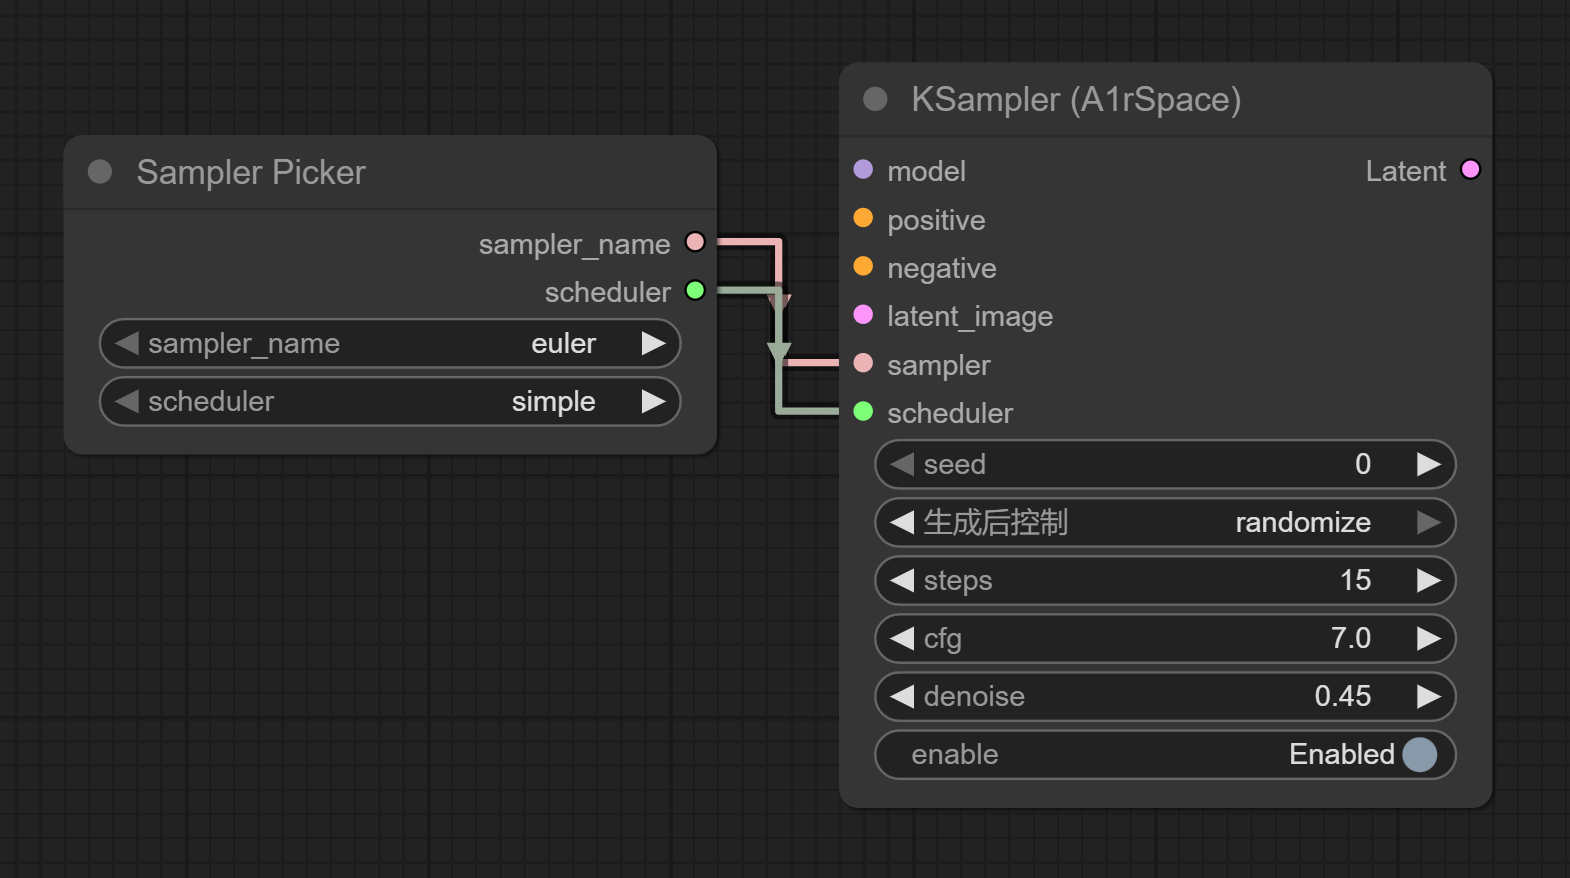 Sampler Picker
sampler_name
scheduler
sampler_name euler
scheduler simple
KSampler (A1rSpace)
model Latent
positive
negative
latent_image
sampler
scheduler
seed 0
生成后控制 randomize
steps 15
cfg 7.0
denoise 0.45
enable Enabled